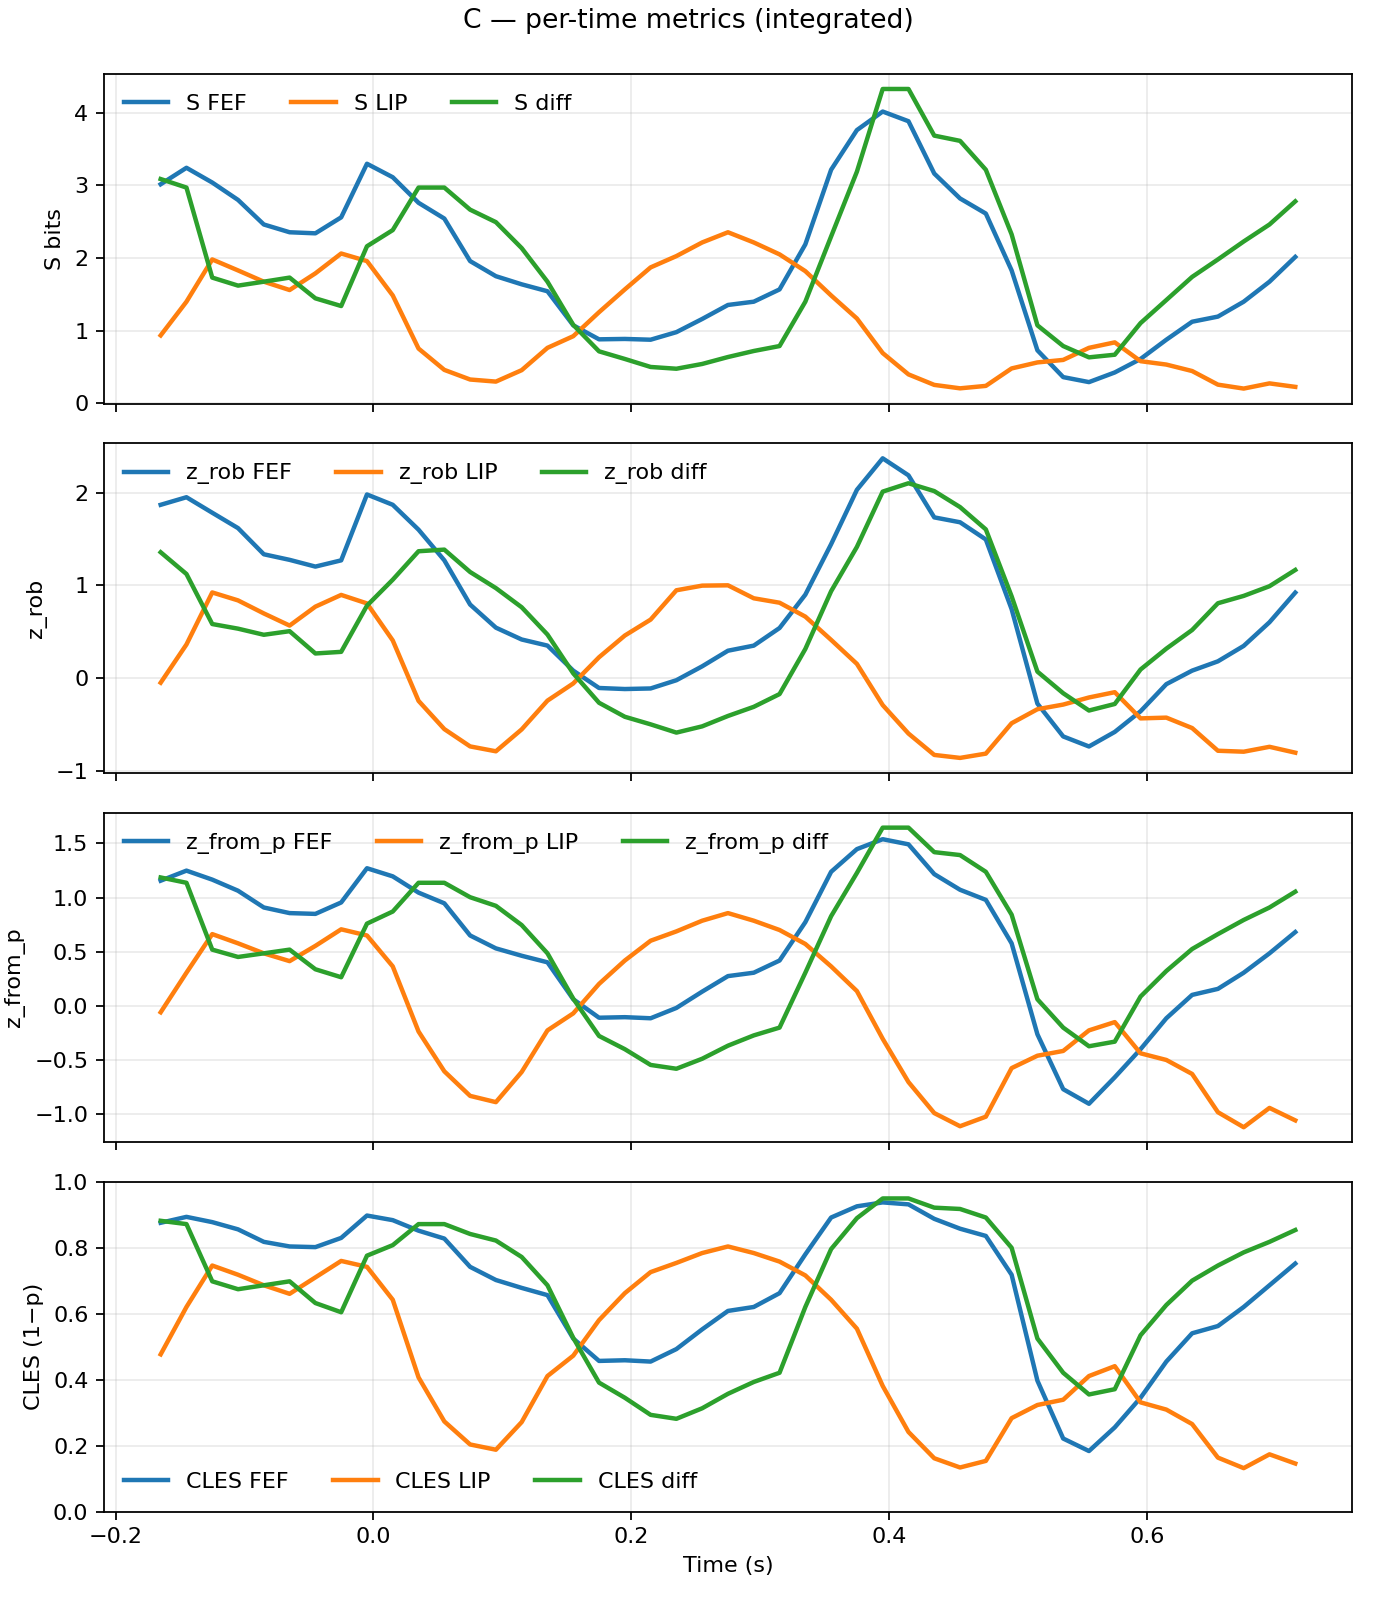 C — per-time metrics (integrated)
S FEF S LIP S diff
4
3
2
1
0
S bits
z_rob FEF z_rob LIP z_rob diff
2
1
0
−1
z_rob
z_from_p FEF z_from_p LIP z_from_p diff
1.5
1.0
0.5
0.0
−0.5
−1.0
z_from_p
1.0
0.8
0.6
0.4
0.2
0.0
CLES (1−p)
CLES FEF CLES LIP CLES diff
−0.2 0.0 0.2 0.4 0.6
Time (s)